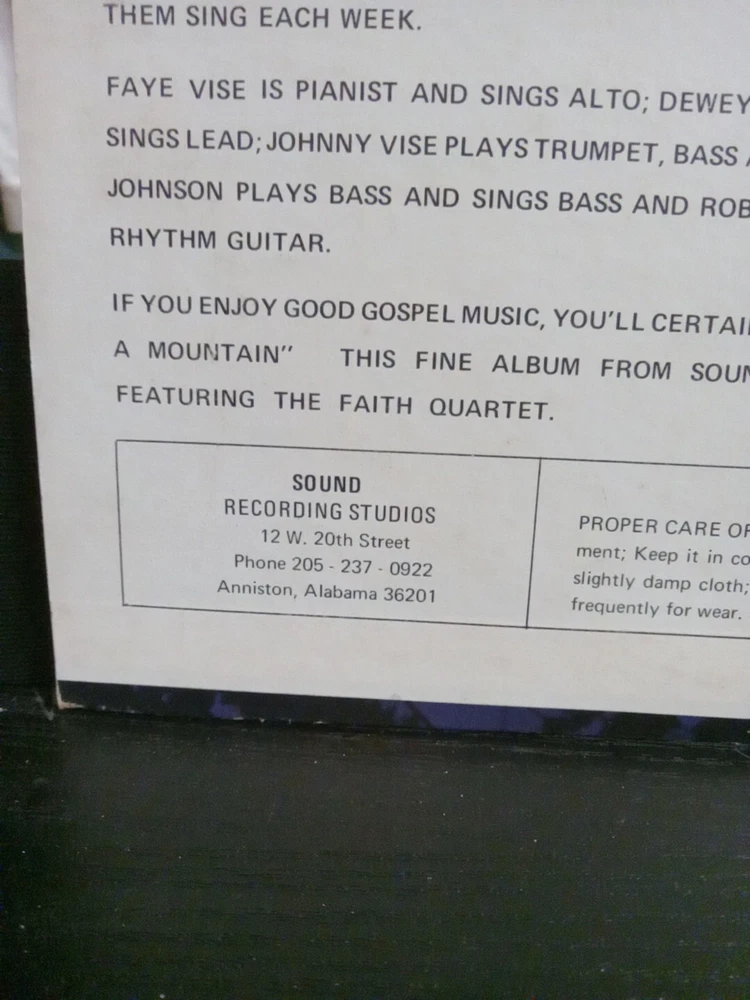 THEM SING EACH WEEK.
FAYE VISE IS PIANIST AND SINGS ALTO; DEWEY
SINGS LEAD; JOHNNY VISE PLAYS TRUMPET, BASS
JOHNSON PLAYS BASS AND SINGS BASS AND ROB
RHYTHM GUITAR.
IF YOU ENJOY GOOD GOSPEL MUSIC, YOU'LL CERTAI
A MOUNTAIN" THIS FINE ALBUM FROM SOUN
FEATURING THE FAITH QUARTET.
SOUND
RECORDING STUDIOS
12 W. 20th Street
Phone 205 - 237 - 0922
Anniston, Alabama 36201
PROPER CARE OF
ment; Keep it in co
slightly damp cloth;
frequently for wear.